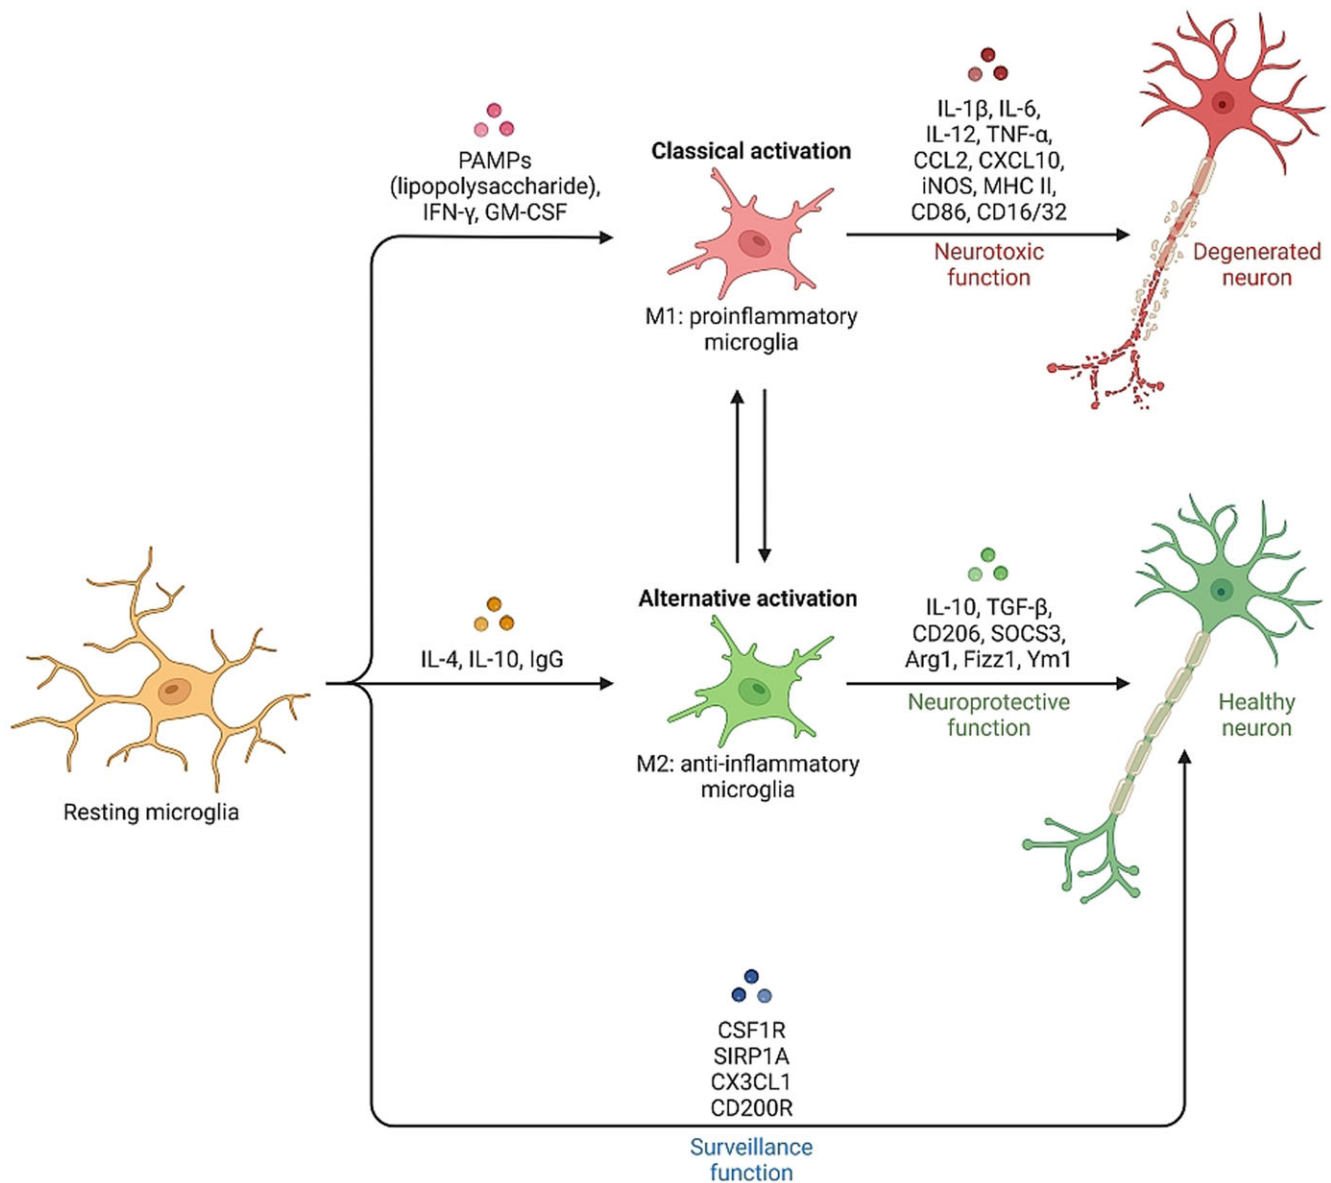 PAMPs
(lipopolysaccharide),
IFN-γ, GM-CSF
Classical activation
M1: proinflammatory
microglia
IL-1β, IL-6,
IL-12, TNF-α,
CCL2, CXCL10,
iNOS, MHC II,
CD86, CD16/32
Neurotoxic
function
Degenerated
neuron
Resting microglia
IL-4, IL-10, IgG
Alternative activation
M2: anti-inflammatory
microglia
IL-10, TGF-β,
CD206, SOCS3,
Arg1, Fizz1, Ym1
Neuroprotective
function
Healthy
neuron
CSF1R
SIRP1A
CX3CL1
CD200R
Surveillance
function